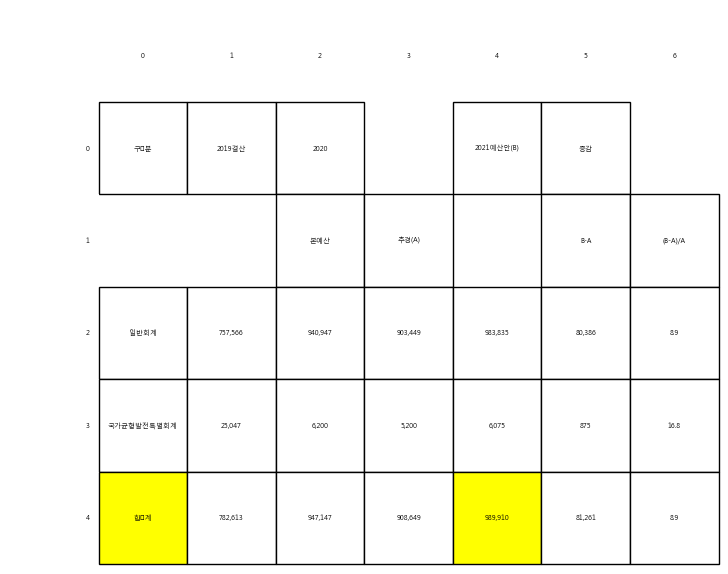 0 1 2 3 4 5 6
0 구□분 2019결산 2020 2021예산안(B) 증감
1 본예산 추경(A) B-A (B-A)/A
2 일반회계 757,566 940,947 903,449 983,835 80,386 8.9
3 국가균형발전특별회계 25,047 6,200 5,200 6,075 875 16.8
4 합□계 782,613 947,147 908,649 989,910 81,261 8.9